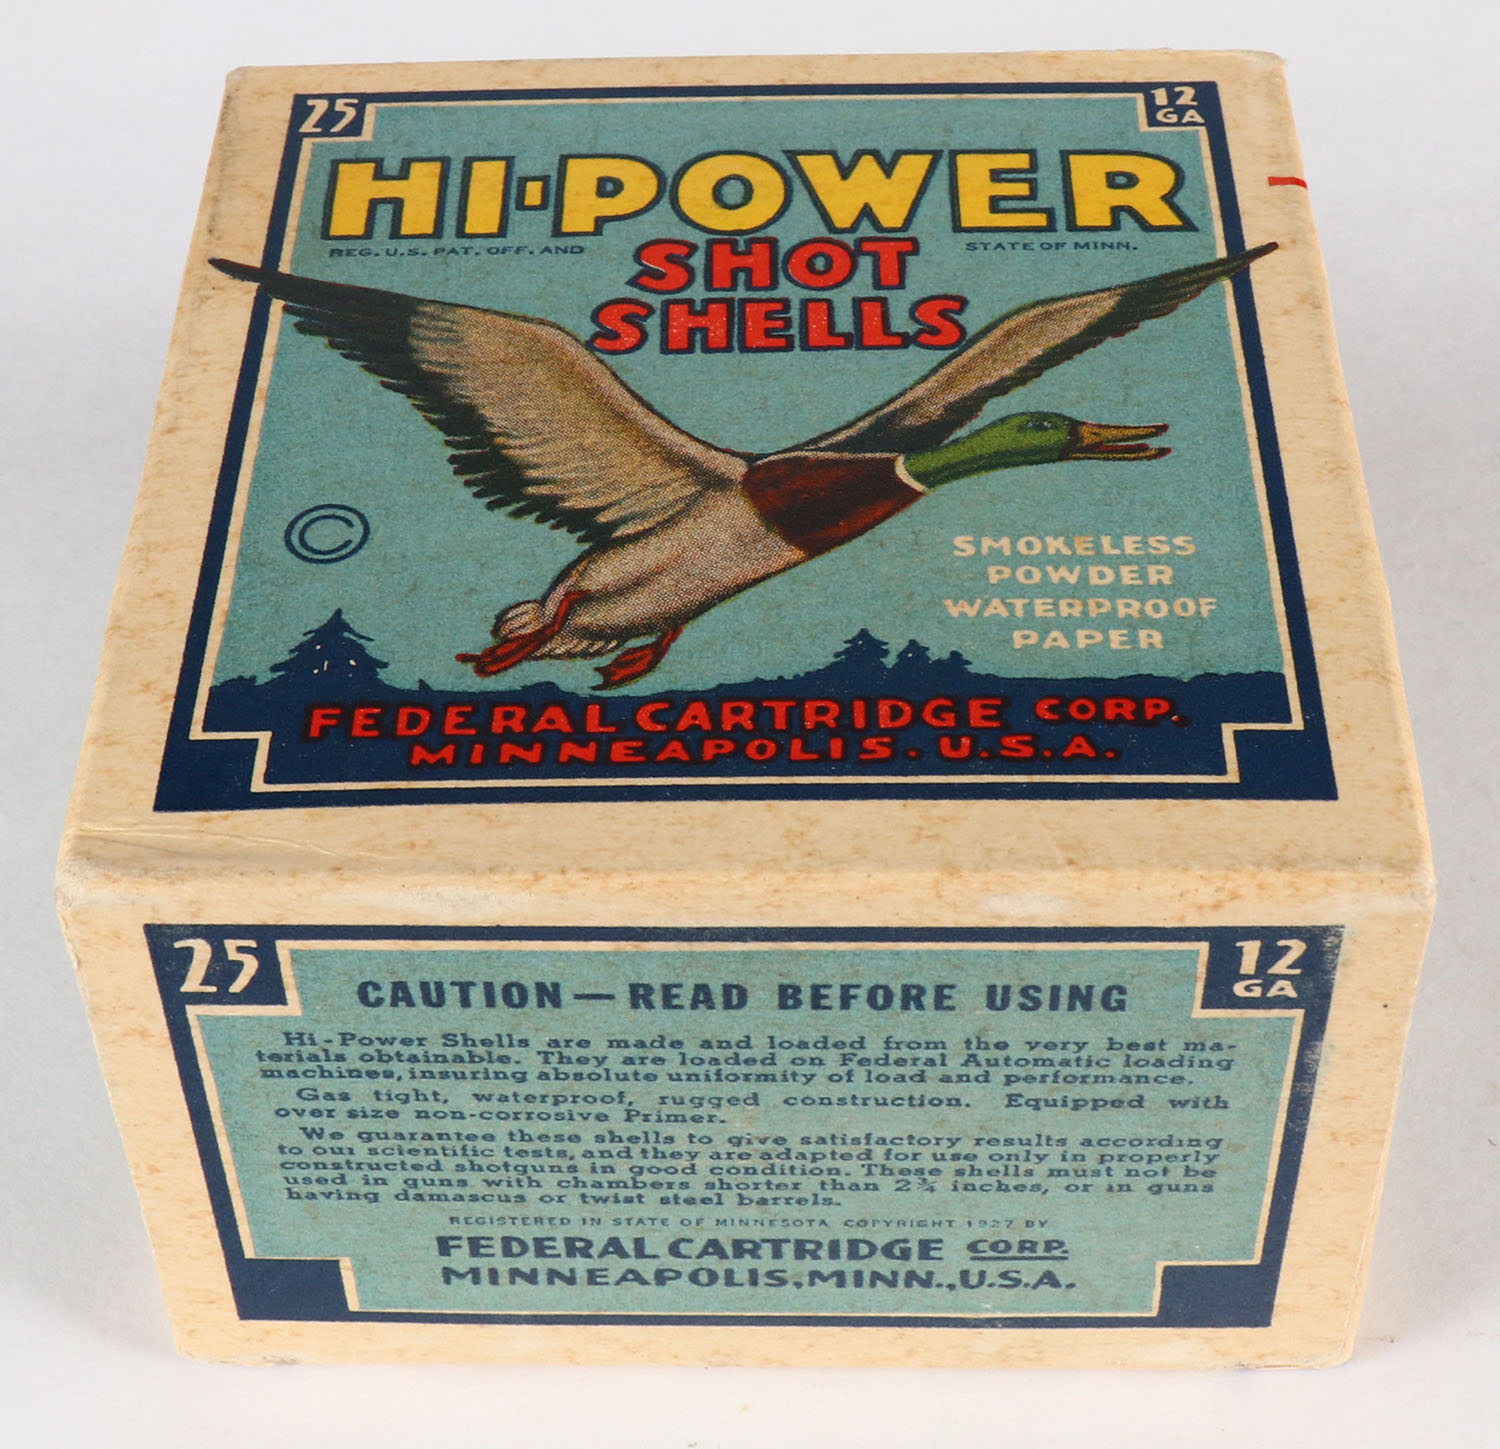 25
12
GA
HI-POWER
REG. U.S. PAT. OFF. AND
STATE OF MINN.
SHOT
SHELLS
©
SMOKELESS
POWDER
WATERPROOF
PAPER
FEDERAL CARTRIDGE CORP.
MINNEAPOLIS. U.S.A.
25
12
GA
CAUTION — READ BEFORE USING
Hi-Power Shells are made and loaded from the very best ma-
terials obtainable. They are loaded on Federal Automatic loading
machines, insuring absolute uniformity of load and performance.
Gas tight, waterproof, rugged construction. Equipped with
over size non-corrosive Primer.
We guarantee these shells to give satisfactory results according
to our scientific tests, and they are adapted for use only in properly
constructed shotguns in good condition. These shells must not be
used in guns with chambers shorter than 2¾ inches, or in guns
having damascus or twist steel barrels.
REGISTERED IN STATE OF MINNESOTA COPYRIGHT 1927 BY
FEDERAL CARTRIDGE CORP.
MINNEAPOLIS, MINN., U.S.A.